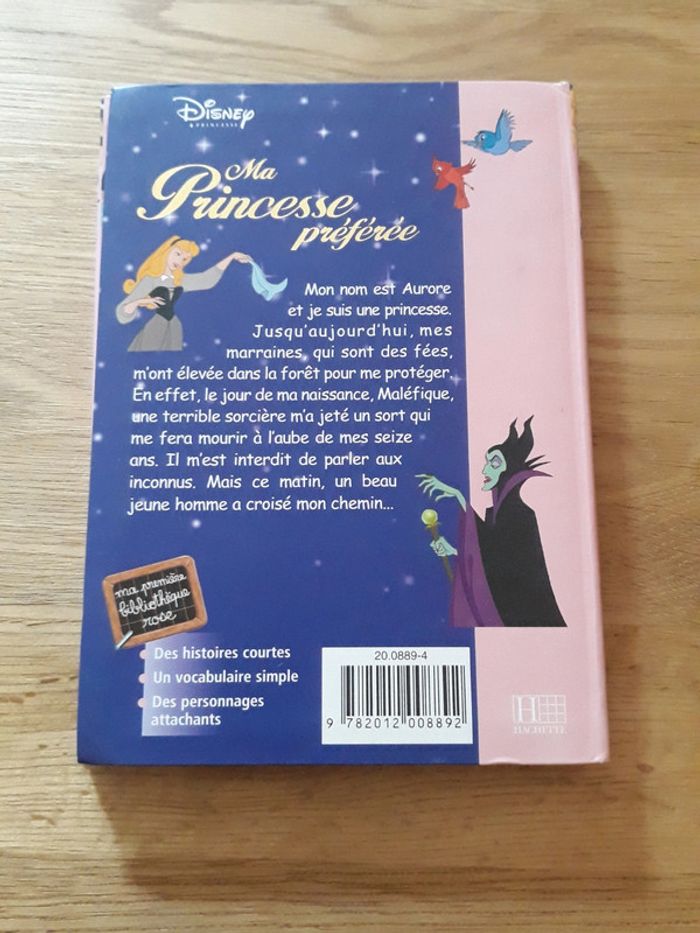 DISNEY
PRINCESSE
Ma
Princesse
préférée
Mon nom est Aurore
et je suis une princesse.
Jusqu'aujourd'hui, mes
marraines, qui sont des fées,
m'ont élevée dans la forêt pour me protéger.
En effet, le jour de ma naissance, Maléfique,
une terrible sorcière m'a jeté un sort qui
me fera mourir à l'aube de mes seize
ans. Il m'est interdit de parler aux
inconnus. Mais ce matin, un beau
jeune homme a croisé mon chemin...
ma première
bibliothèque
rose
Des histoires courtes
Un vocabulaire simple
Des personnages
attachants
20.0889-4
9 782012 008892
H
HACHETTE